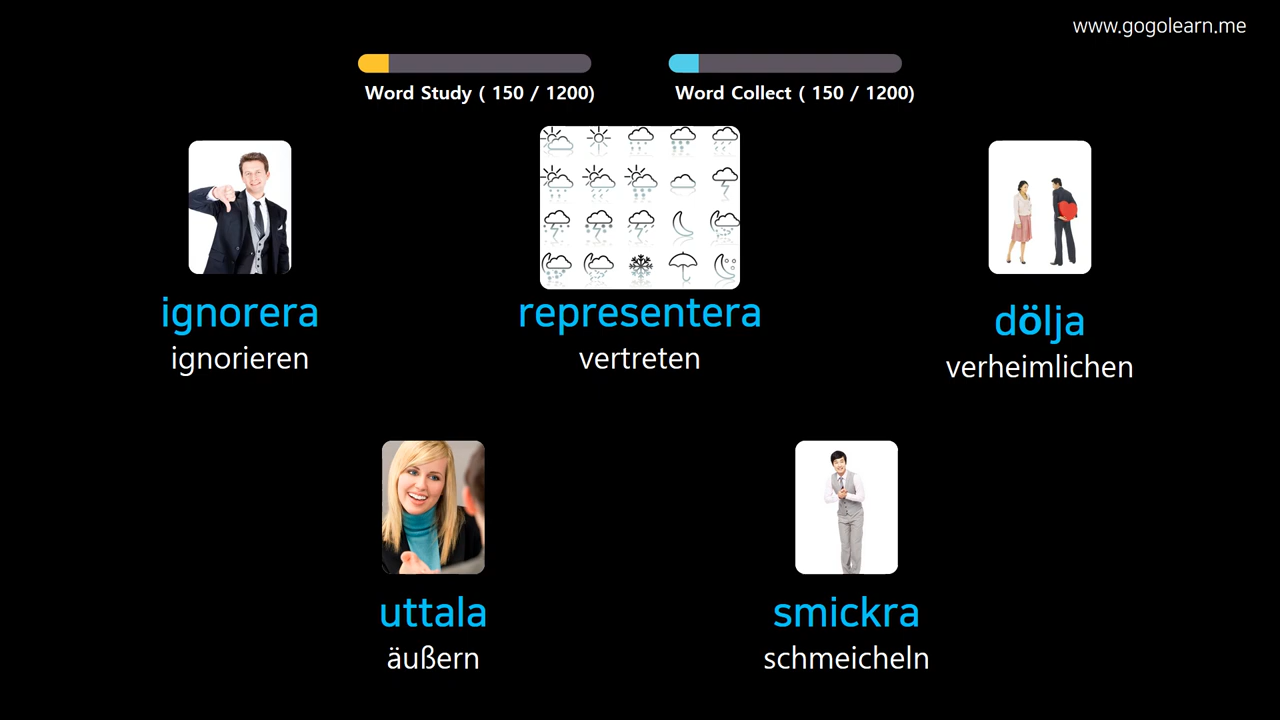 www.gogolearn.me
Word Study ( 150 / 1200)
Word Collect ( 150 / 1200)
ignorera
ignorieren
representera
vertreten
dölja
verheimlichen
uttala
äußern
smickra
schmeicheln